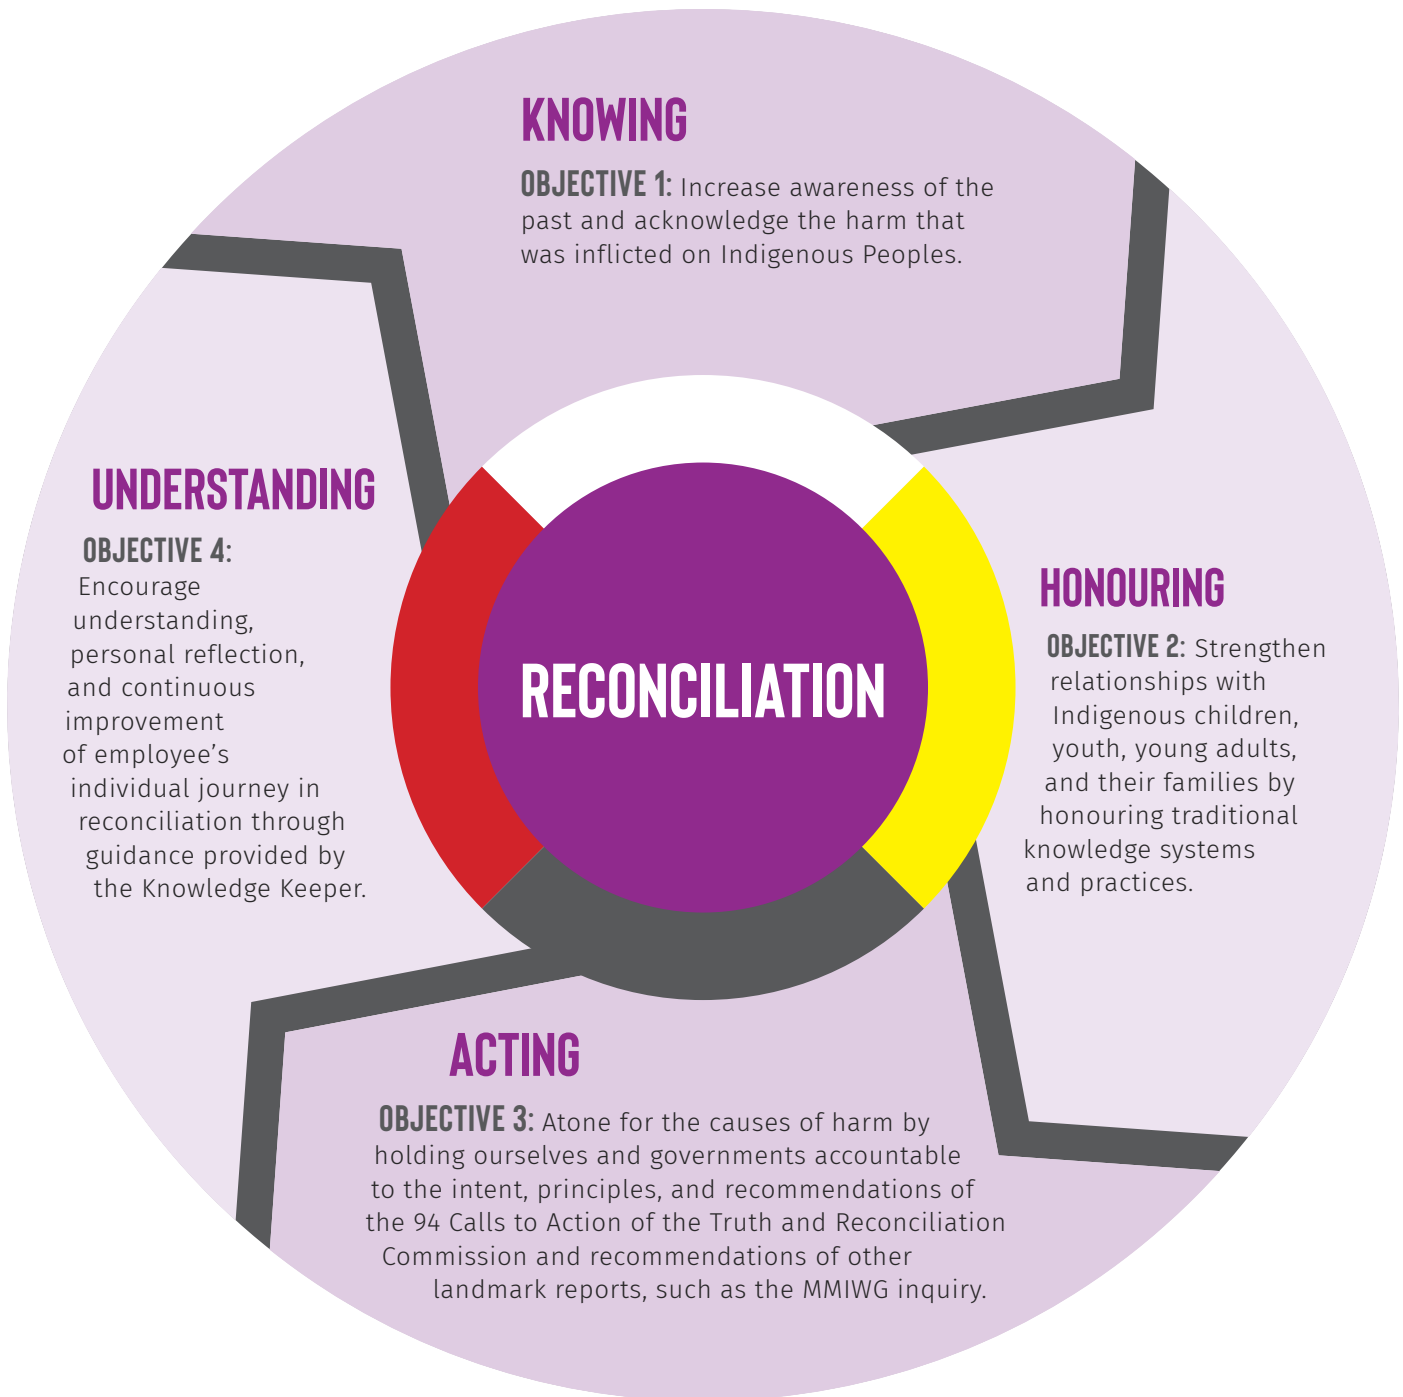 KNOWING
OBJECTIVE 1: Increase awareness of the
past and acknowledge the harm that
was inflicted on Indigenous Peoples.
UNDERSTANDING
OBJECTIVE 4:
Encourage
understanding,
personal reflection,
and continuous
improvement
of employee’s
individual journey in
reconciliation through
guidance provided by
the Knowledge Keeper.
RECONCILIATION
HONOURING
OBJECTIVE 2: Strengthen
relationships with
Indigenous children,
youth, young adults,
and their families by
honouring traditional
knowledge systems
and practices.
ACTING
OBJECTIVE 3: Atone for the causes of harm by
holding ourselves and governments accountable
to the intent, principles, and recommendations of
the 94 Calls to Action of the Truth and Reconciliation
Commission and recommendations of other
landmark reports, such as the MMIWG inquiry.